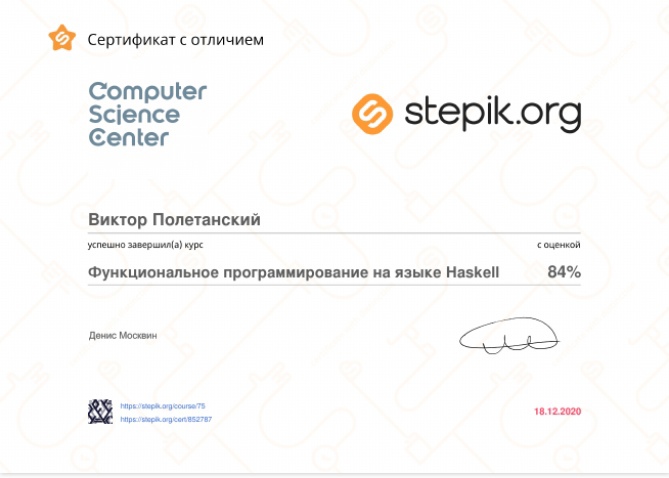 Сертификат с отличием
Computer
Science
Center
stepik.org
Виктор Полетанский
успешно завершил(а) курс
с оценкой
Функциональное программирование на языке Haskell
84%
Денис Москвин
https://stepik.org/course/75
https://stepik.org/cert/852787
18.12.2020